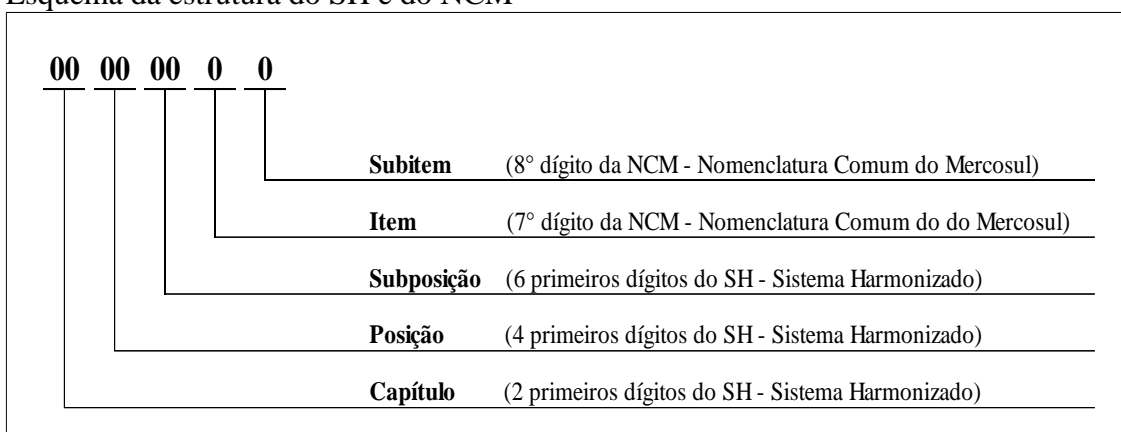 Esquema da estrutura do SH e do NCM
00 00 00 0 0
Subitem (8° dígito da NCM - Nomenclatura Comum do Mercosul)
Item (7° dígito da NCM - Nomenclatura Comum do do Mercosul)
Subposição (6 primeiros dígitos do SH - Sistema Harmonizado)
Posição (4 primeiros dígitos do SH - Sistema Harmonizado)
Capítulo (2 primeiros dígitos do SH - Sistema Harmonizado)